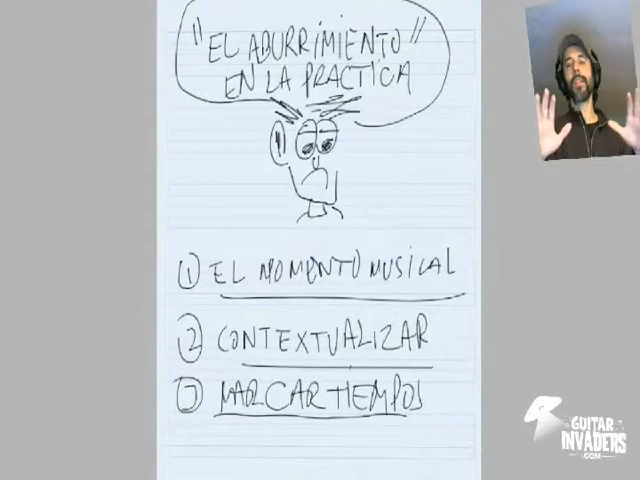 "EL ABURRIMIENTO"
EN LA PRACTICA
① EL MOMENTO MUSICAL
② CONTEXTUALIZAR
③ MARCAR TIEMPOS
GUITAR
INVADERS
.COM